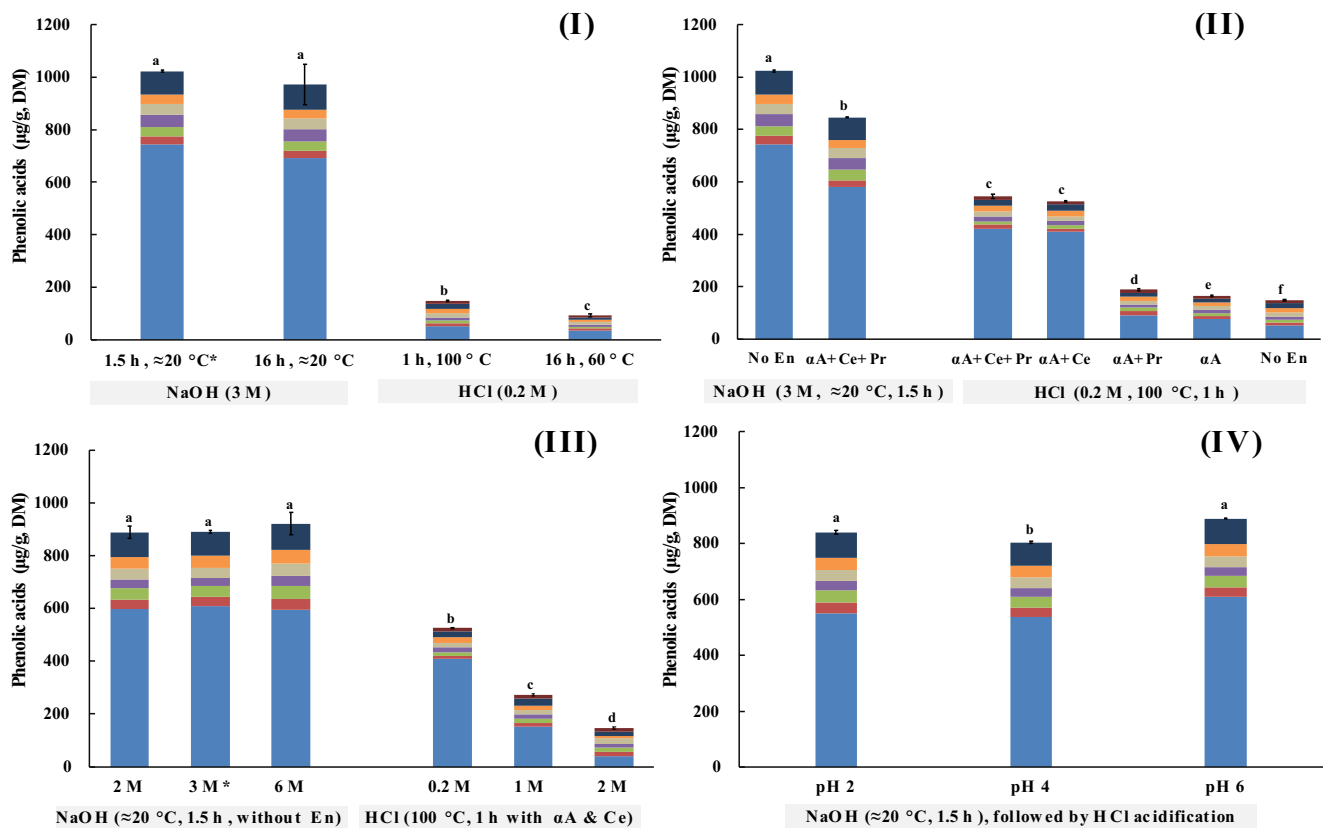 (I)
Phenolic acids (µg/g, DM)
1200
1000
800
600
400
200
0
a
a
b
c
1.5 h , ≈20 °C*
16 h , ≈20 °C
1 h , 100° C
16 h , 60 °C
NaOH (3 M)
HCl (0.2 M )
(II)
Phenolic acids (µg/g, DM)
1200
1000
800
600
400
200
0
a
b
c
c
d
e
f
No En
αA+ Ce+ Pr
αA+Ce+Pr
αA+ Ce
αA+ Pr
αA
No En
NaOH (3 M, ≈20 °C, 1.5 h)
HCl (0.2 M , 100 °C, 1 h )
(III)
Phenolic acids (µg/g, DM)
1200
1000
800
600
400
200
0
a
a
a
b
c
d
2 M
3 M *
6 M
0.2 M
1 M
2 M
NaOH (≈20 °C, 1.5 h , without En)
HCl (100 °C, 1 h with αA & Ce)
(IV)
Phenolic acids (µg/g, DM)
1200
1000
800
600
400
200
0
a
b
a
pH 2
pH 4
pH 6
NaOH (≈20 °C, 1.5 h ), followed by HCl acidification